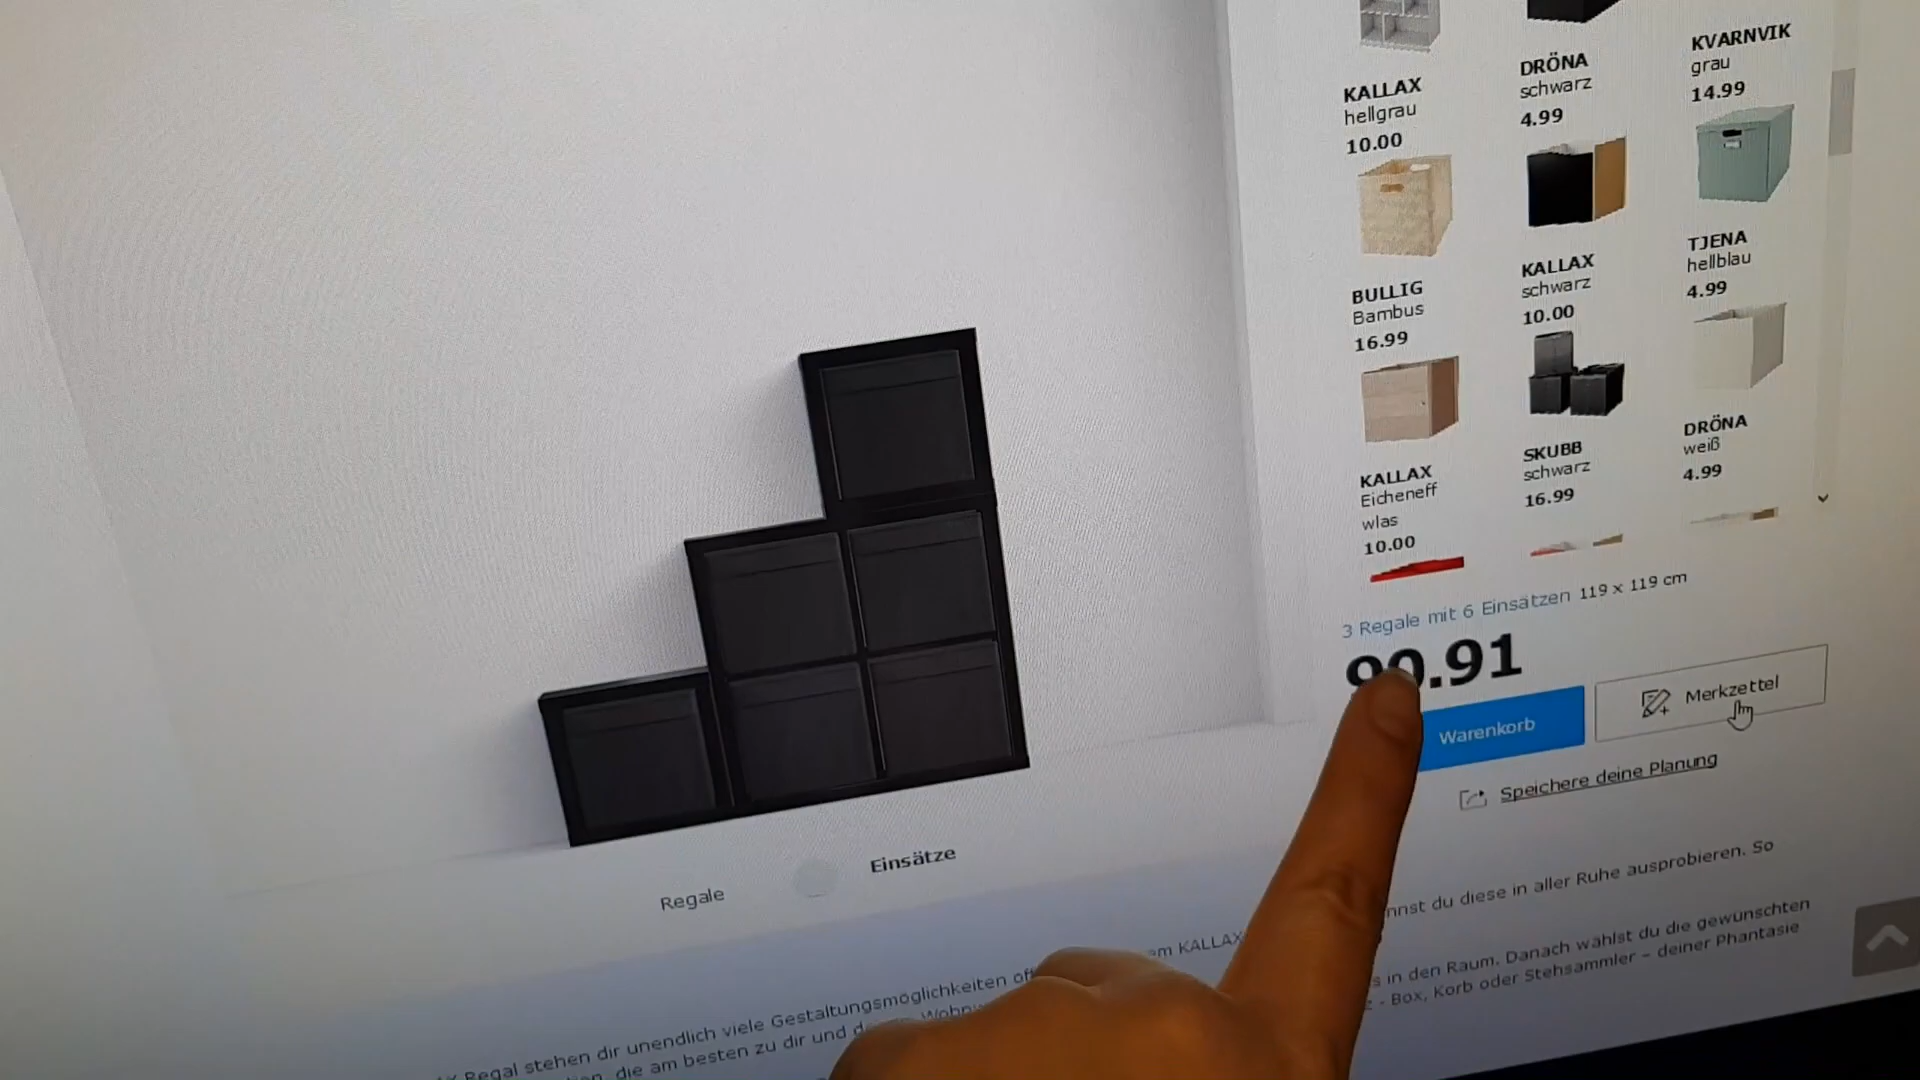 KALLAX
hellgrau
10.00
DRÖNA
schwarz
4.99
KVARNVIK
grau
14.99
BULLIG
Bambus
16.99
KALLAX
schwarz
10.00
TJENA
hellblau
4.99
KALLAX
Eicheneff
wlas
10.00
SKUBB
schwarz
16.99
DRÖNA
weiß
4.99
3 Regale mit 6 Einsätzen 119 x 119 cm
90.91
Warenkorb
Merkzettel
Speichere deine Planung
Regale
Einsätze
du diese in aller Ruhe ausprobieren. So
KALLAX
in den Raum. Danach wählst du die gewünschten
Regal stehen dir unendlich viele Gestaltungsmöglichkeiten
- Box, Korb oder Stehsammler – deiner Phantasie
die am besten zu dir und